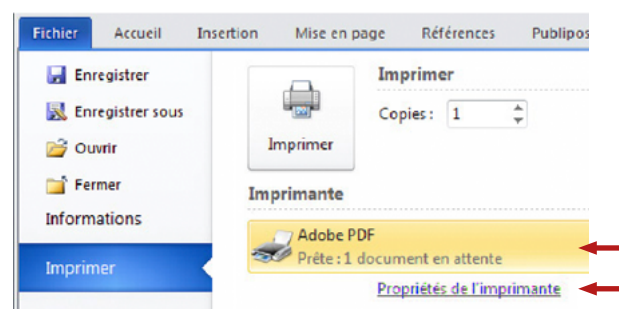 Fichier Accueil Insertion Mise en page Références Publipos
Enregistrer
Enregistrer sous
Ouvrir
Fermer
Informations
Imprimer
Imprimer
Imprimer
Copies : 1
Imprimante
Adobe PDF
Prête : 1 document en attente
Propriétés de l'imprimante